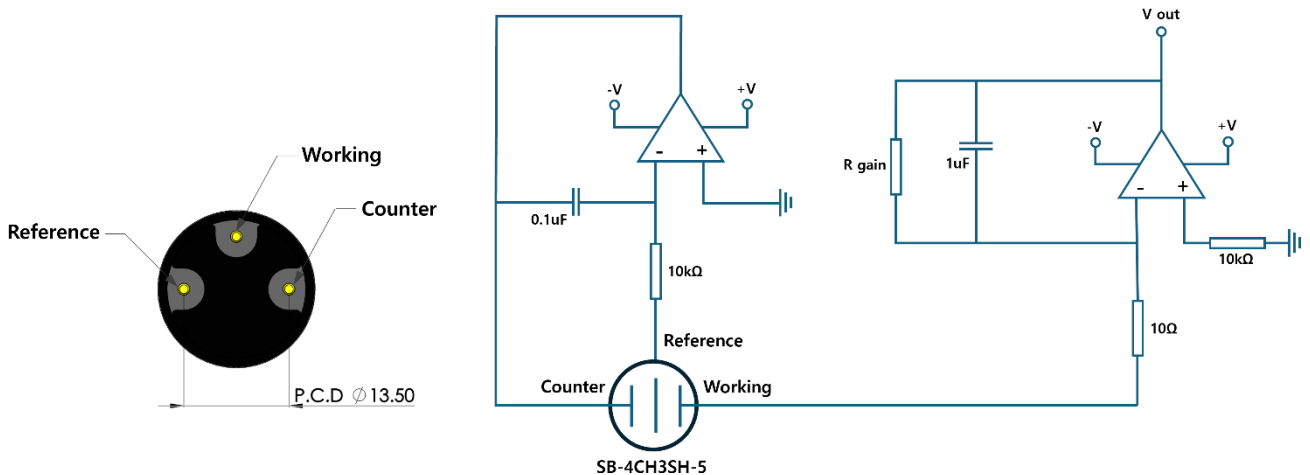 Working
Counter
Reference
P.C.D ∅13.50
-V
+V
-
+
0.1uF
10kΩ
Reference
Counter
Working
SB-4CH3SH-5
V out
-V
+V
R gain
1uF
-
+
10kΩ
10Ω